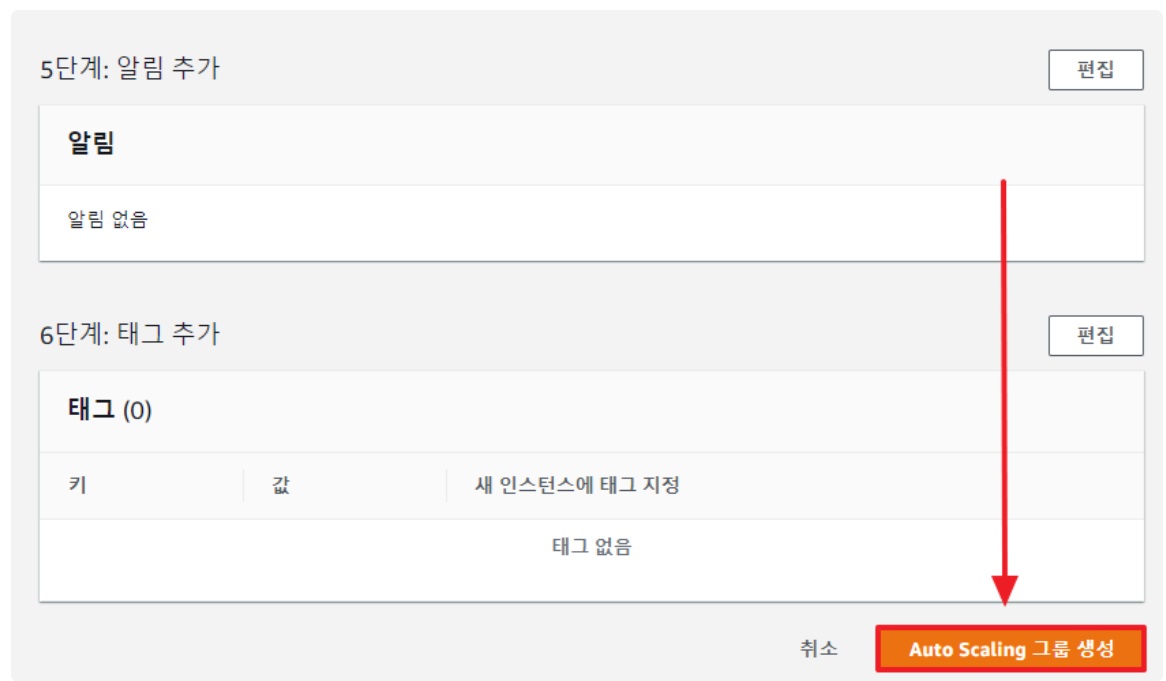 5단계: 알림 추가
편집
알림
알림 없음
6단계: 태그 추가
편집
태그 (0)
키 값 새 인스턴스에 태그 지정
태그 없음
취소 Auto Scaling 그룹 생성